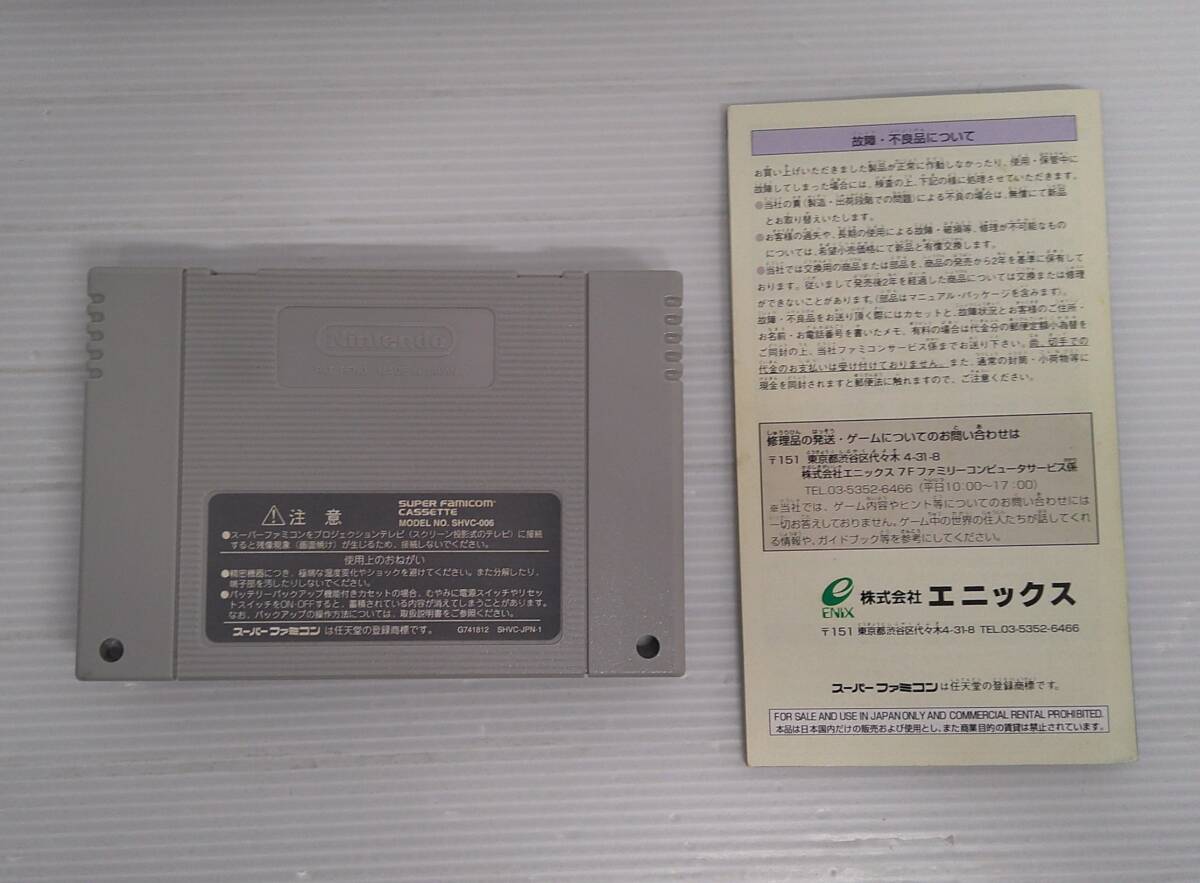 Nintendo
注意
SUPER FAMICOM
CASSETTE
MODEL NO. SHVC-006
●スーパーファミコンをプロジェクションテレビ(スクリーン投影式のテレビ)に接続
すると残像現象(画面焼け)が生じるため、接続しないでください。
使用上のおねがい
●精密機器につき、極端な温度変化やショックを避けてください。また分解したり、
端子部を汚したりしないでください。
●バッテリーバックアップ機能付きカセットの場合、むやみに電源スイッチやリセッ
トスイッチをON-OFFすると、蓄積されている内容が消えてしまうことがあります。
なお、バックアップの操作方法については、取扱説明書をご参照ください。
スーパーファミコンは任天堂の登録商標です。 G741812 SHVC-JPN-1
故障・不良品について
お買い上げいただきました製品が正常に作動しなかったり、使用・保管中に
故障してしまった場合には、検査の上、下記の様に処理させていただきます。
◎当社の責(製造・出荷段階での問題)による不良の場合は、無償にて新品
とお取り替えいたします。
◎お客様の過失や、長期の使用による故障・破損等、修理が不可能なもの
については、希望小売価格にて新品と有償交換します。
◎当社では交換用の商品または部品を、商品の発売から2年を基準に保有して
おります。従いまして発売後2年を経過した商品については交換または修理
ができないことがあります。(部品はマニュアル・パッケージを含みます)。
故障・不良品をお送り頂く際にはカセットと、故障状況とお客様のご住所・
お名前・お電話番号を書いたメモ、有料の場合は代金分の郵便定額小為替を
ご同封の上、当社ファミコンサービス係までお送り下さい。尚、切手での
代金のお支払いは受け付けておりません。また、通常の封筒・小荷物等に
現金を同封されますと郵便法に触れますので、ご注意ください。
修理品の発送・ゲームについてのお問い合わせは
〒151 東京都渋谷区代々木 4-31-8
株式会社エニックス 7F ファミリーコンピュータサービス係
TEL.03-5352-6466 (平日10:00〜17:00)
※当社では、ゲーム内容やヒント等についてのお問い合わせには
一切お答えしておりません。ゲーム中の世界の住人たちが話してくれ
る情報や、ガイドブック等を参考にしてください。
ENIX 株式会社 エニックス
〒151 東京都渋谷区代々木4-31-8 TEL.03-5352-6466
スーパーファミコンは任天堂の登録商標です。
FOR SALE AND USE IN JAPAN ONLY AND COMMERCIAL RENTAL PROHIBITED.
本品は日本国内だけの販売および使用とし、また商業目的の賃貸は禁止されています。